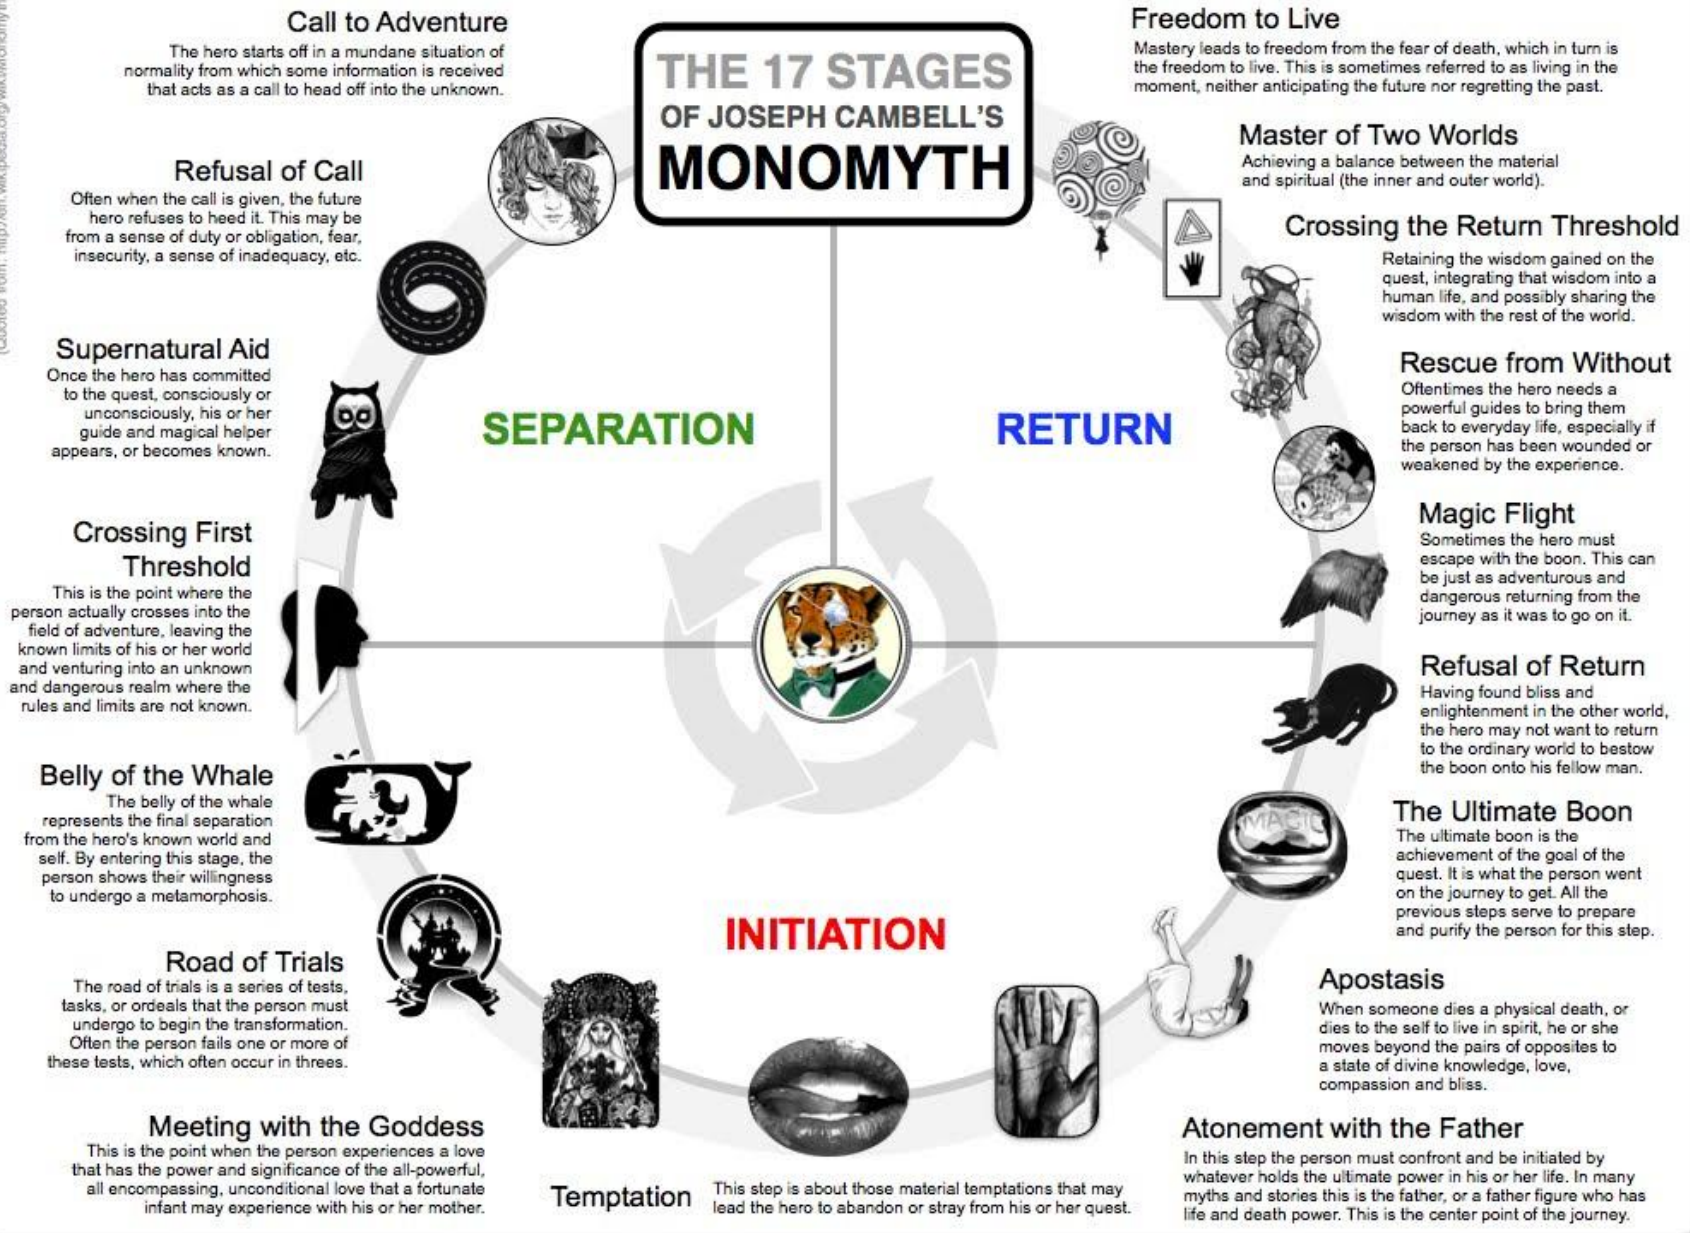 THE 17 STAGES
OF JOSEPH CAMBELL'S
MONOMYTH
Call to Adventure
The hero starts off in a mundane situation of
normality from which some information is received
that acts as a call to head off into the unknown.
Refusal of Call
Often when the call is given, the future
hero refuses to heed it. This may be
from a sense of duty or obligation, fear,
insecurity, a sense of inadequacy, etc.
Supernatural Aid
Once the hero has committed
to the quest, consciously or
unconsciously, his or her
guide and magical helper
appears, or becomes known.
Crossing First
Threshold
This is the point where the
person actually crosses into the
field of adventure, leaving the
known limits of his or her world
and venturing into an unknown
and dangerous realm where the
rules and limits are not known.
Belly of the Whale
The belly of the whale
represents the final separation
from the hero's known world and
self. By entering this stage, the
person shows their willingness
to undergo a metamorphosis.
Road of Trials
The road of trials is a series of tests,
tasks, or ordeals that the person must
undergo to begin the transformation.
Often the person fails one or more of
these tests, which often occur in threes.
Meeting with the Goddess
This is the point when the person experiences a love
that has the power and significance of the all-powerful,
all encompassing, unconditional love that a fortunate
infant may experience with his or her mother.
Temptation
This step is about those material temptations that may
lead the hero to abandon or stray from his or her quest.
Atonement with the Father
In this step the person must confront and be initiated by
whatever holds the ultimate power in his or her life. In many
myths and stories this is the father, or a father figure who has
life and death power. This is the center point of the journey.
Apostasis
When someone dies a physical death, or
dies to the self to live in spirit, he or she
moves beyond the pairs of opposites to
a state of divine knowledge, love,
compassion and bliss.
The Ultimate Boon
The ultimate boon is the
achievement of the goal of the
quest. It is what the person went
on the journey to get. All the
previous steps serve to prepare
and purify the person for this step.
MAGIC
Refusal of Return
Having found bliss and
enlightenment in the other world,
the hero may not want to return
to the ordinary world to bestow
the boon onto his fellow man.
Magic Flight
Sometimes the hero must
escape with the boon. This can
be just as adventurous and
dangerous returning from the
journey as it was to go on it.
Rescue from Without
Oftentimes the hero needs a
powerful guides to bring them
back to everyday life, especially if
the person has been wounded or
weakened by the experience.
Crossing the Return Threshold
Retaining the wisdom gained on the
quest, integrating that wisdom into a
human life, and possibly sharing the
wisdom with the rest of the world.
Master of Two Worlds
Achieving a balance between the material
and spiritual (the inner and outer world).
Freedom to Live
Mastery leads to freedom from the fear of death, which in turn is
the freedom to live. This is sometimes referred to as living in the
moment, neither anticipating the future nor regretting the past.
SEPARATION
RETURN
INITIATION